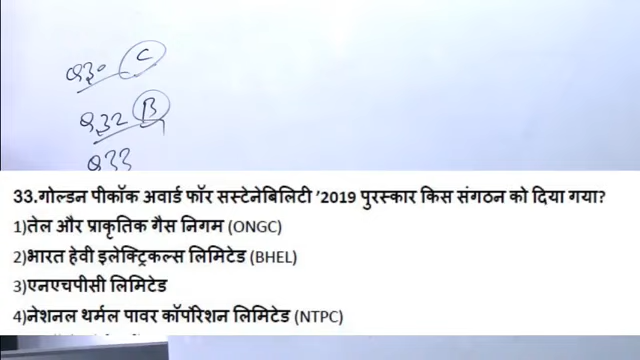 Q30 C
Q32 B
Q33
33.गोल्डन पीकॉक अवार्ड फॉर सस्टेनेबिलिटी '2019 पुरस्कार किस संगठन को दिया गया?
1)तेल और प्राकृतिक गैस निगम (ONGC)
2)भारत हेवी इलेक्ट्रिकल्स लिमिटेड (BHEL)
3)एनएचपीसी लिमिटेड
4)नेशनल थर्मल पावर कॉर्पोरेशन लिमिटेड (NTPC)